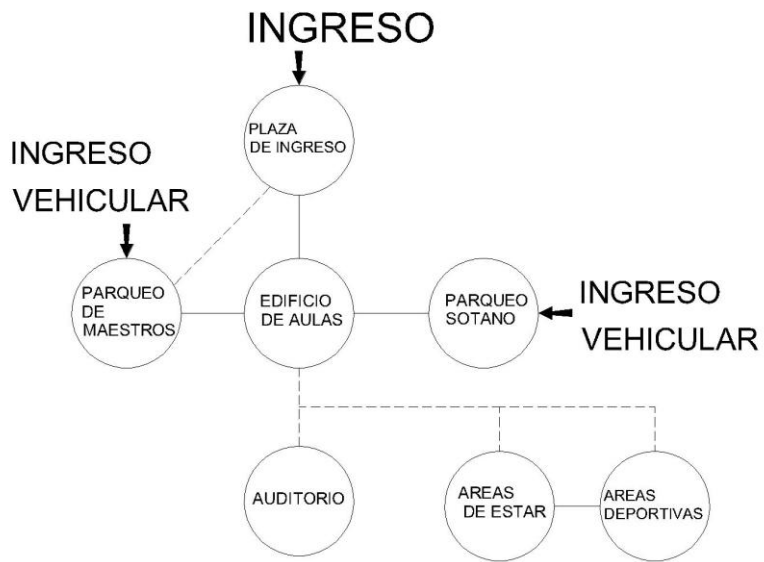 INGRESO
PLAZA
DE INGRESO
INGRESO
VEHICULAR
PARQUEO
DE
MAESTROS
EDIFICIO
DE AULAS
PARQUEO
SOTANO
INGRESO
VEHICULAR
AUDITORIO
AREAS
DE ESTAR
AREAS
DEPORTIVAS